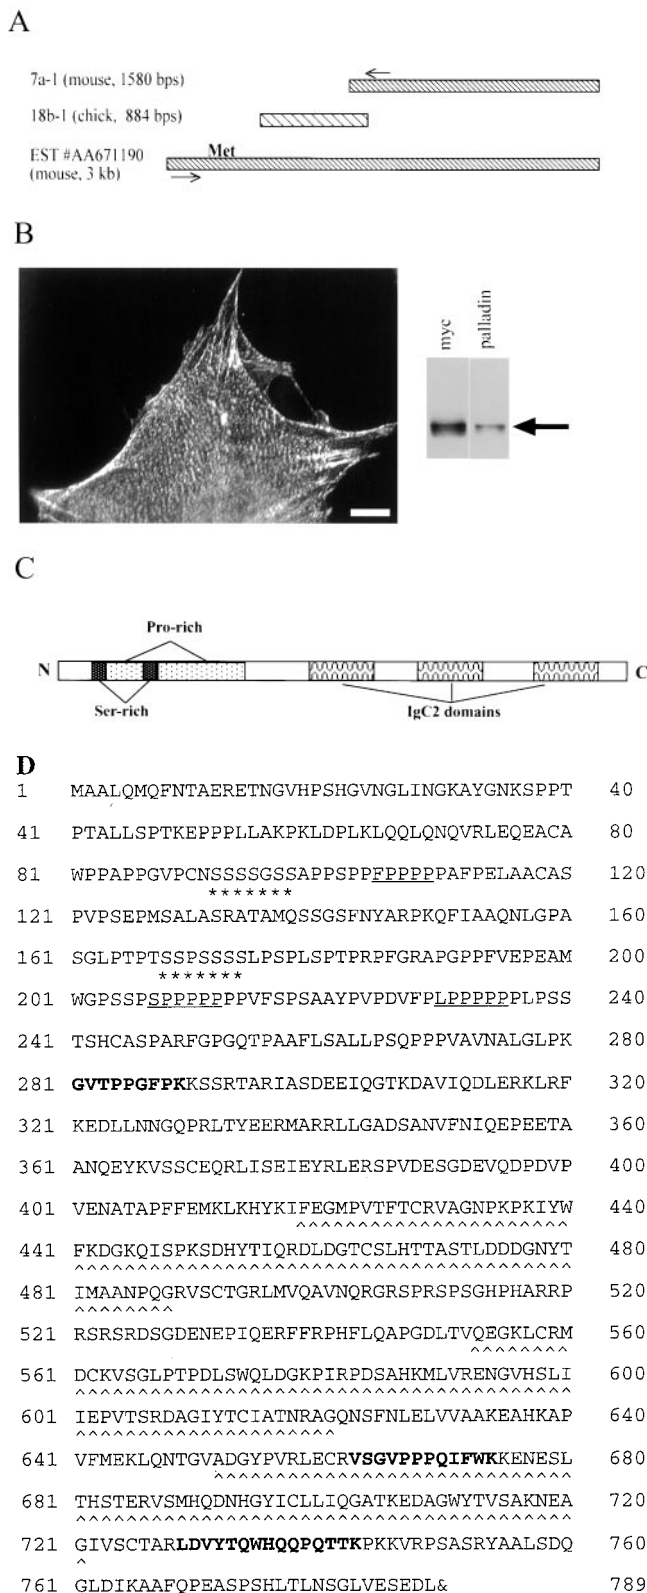 A
7a-1 (mouse, 1580 bps)
18b-1 (chick, 884 bps)
EST #AA671190
(mouse, 3 kb)
Met
B
myc
palladin
C
Pro-rich
N
C
Ser-rich
IgC2 domains
D
1 MAALQMQFNTAERETNGVHPSHGVNGLINGKAYGNKSPPT 40
41 PTALLSPTKEPPPLLAKPKLDPLKLQQLQNQVRLEQEACA 80
81 WPPAPPGVPCNSSSSGSSAPPSPPFPPPPPAFPELAACAS 120
*******
121 PVPSEPMSALASRATAMQSSGSFNYARPKQFIAAQNLGPA 160
161 SGLPTPTSSPSSSSLPSPLSPTPRPFGRAPGPPFVEPEAM 200
*******
201 WGPSSPSPPPPPPPVFSPSAAYPVPDVFPLPPPPPPLPSS 240
241 TSHCASPARFGPGQTPAAFLSALLPSQPPPVAVNALGLPK 280
281 GVTPPGFPKKSSRTARIASDEEIQGTKDAVIQDLERKLRF 320
321 KEDLLNNGQPRLTYEERMARRLLGADSANVFNIQEPEETA 360
361 ANQEYKVSSCEQRLISEIEYRLERSPVDESGDEVQDPDVP 400
401 VENATAPFFEMKLKHYKIFEGMPVTFTCRVAGNPKPKIYW 440
^^^^^^^^^^^^^^^^^^^^^^
441 FKDGKQISPKSDHYTIQRDLDGTCSLHTTASTLDDDGNYT 480
^^^^^^^^^^^^^^^^^^^^^^^^^^^^^^^^^^^^^^^^
481 IMAANPQGRVSCTGRLMVQAVNQRGRSPRSPSGHPHARRP 520
^^^^^^^^
521 RSRSRDSGDENEPIQERFFRPHFLQAPGDLTVQEGKLCRM 560
^^^^^^^^
561 DCKVSGLPTPDLSWQLDGKPIRPDSAHKMLVRENGVHSLI 600
^^^^^^^^^^^^^^^^^^^^^^^^^^^^^^^^^^^^^^^^
601 IEPVTSRDAGIYTCIATNRAGQNSFNLELVVAAKEAHKAP 640
^^^^^^^^^^^^^^^^^^^^^
641 VFMEKLQNTGVADGYPVRLECRVSGVPPPQIFWKKENESL 680
^^^^^^^^^^^^^^^^^^^^^^^^^^^^^
681 THSTERVSMHQDNHGYICLLIQGATKEDAGWYTVSAKNEA 720
^^^^^^^^^^^^^^^^^^^^^^^^^^^^^^^^^^^^^^^^
721 GIVSCTARLDVYTQWHQQPQTTKPKKVRPSASRYAALSDQ 760
^
761 GLDIKAAFQPEASPSHLTLNSGLVESEDL& 789